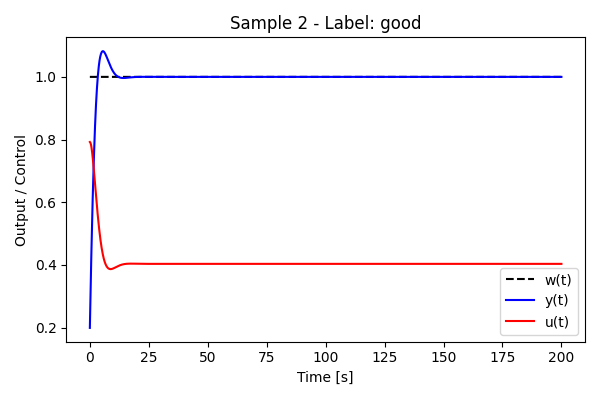 Sample 2 - Label: good
Output / Control
1.0
0.8
0.6
0.4
0.2
w(t)
y(t)
u(t)
0 25 50 75 100 125 150 175 200
Time [s]